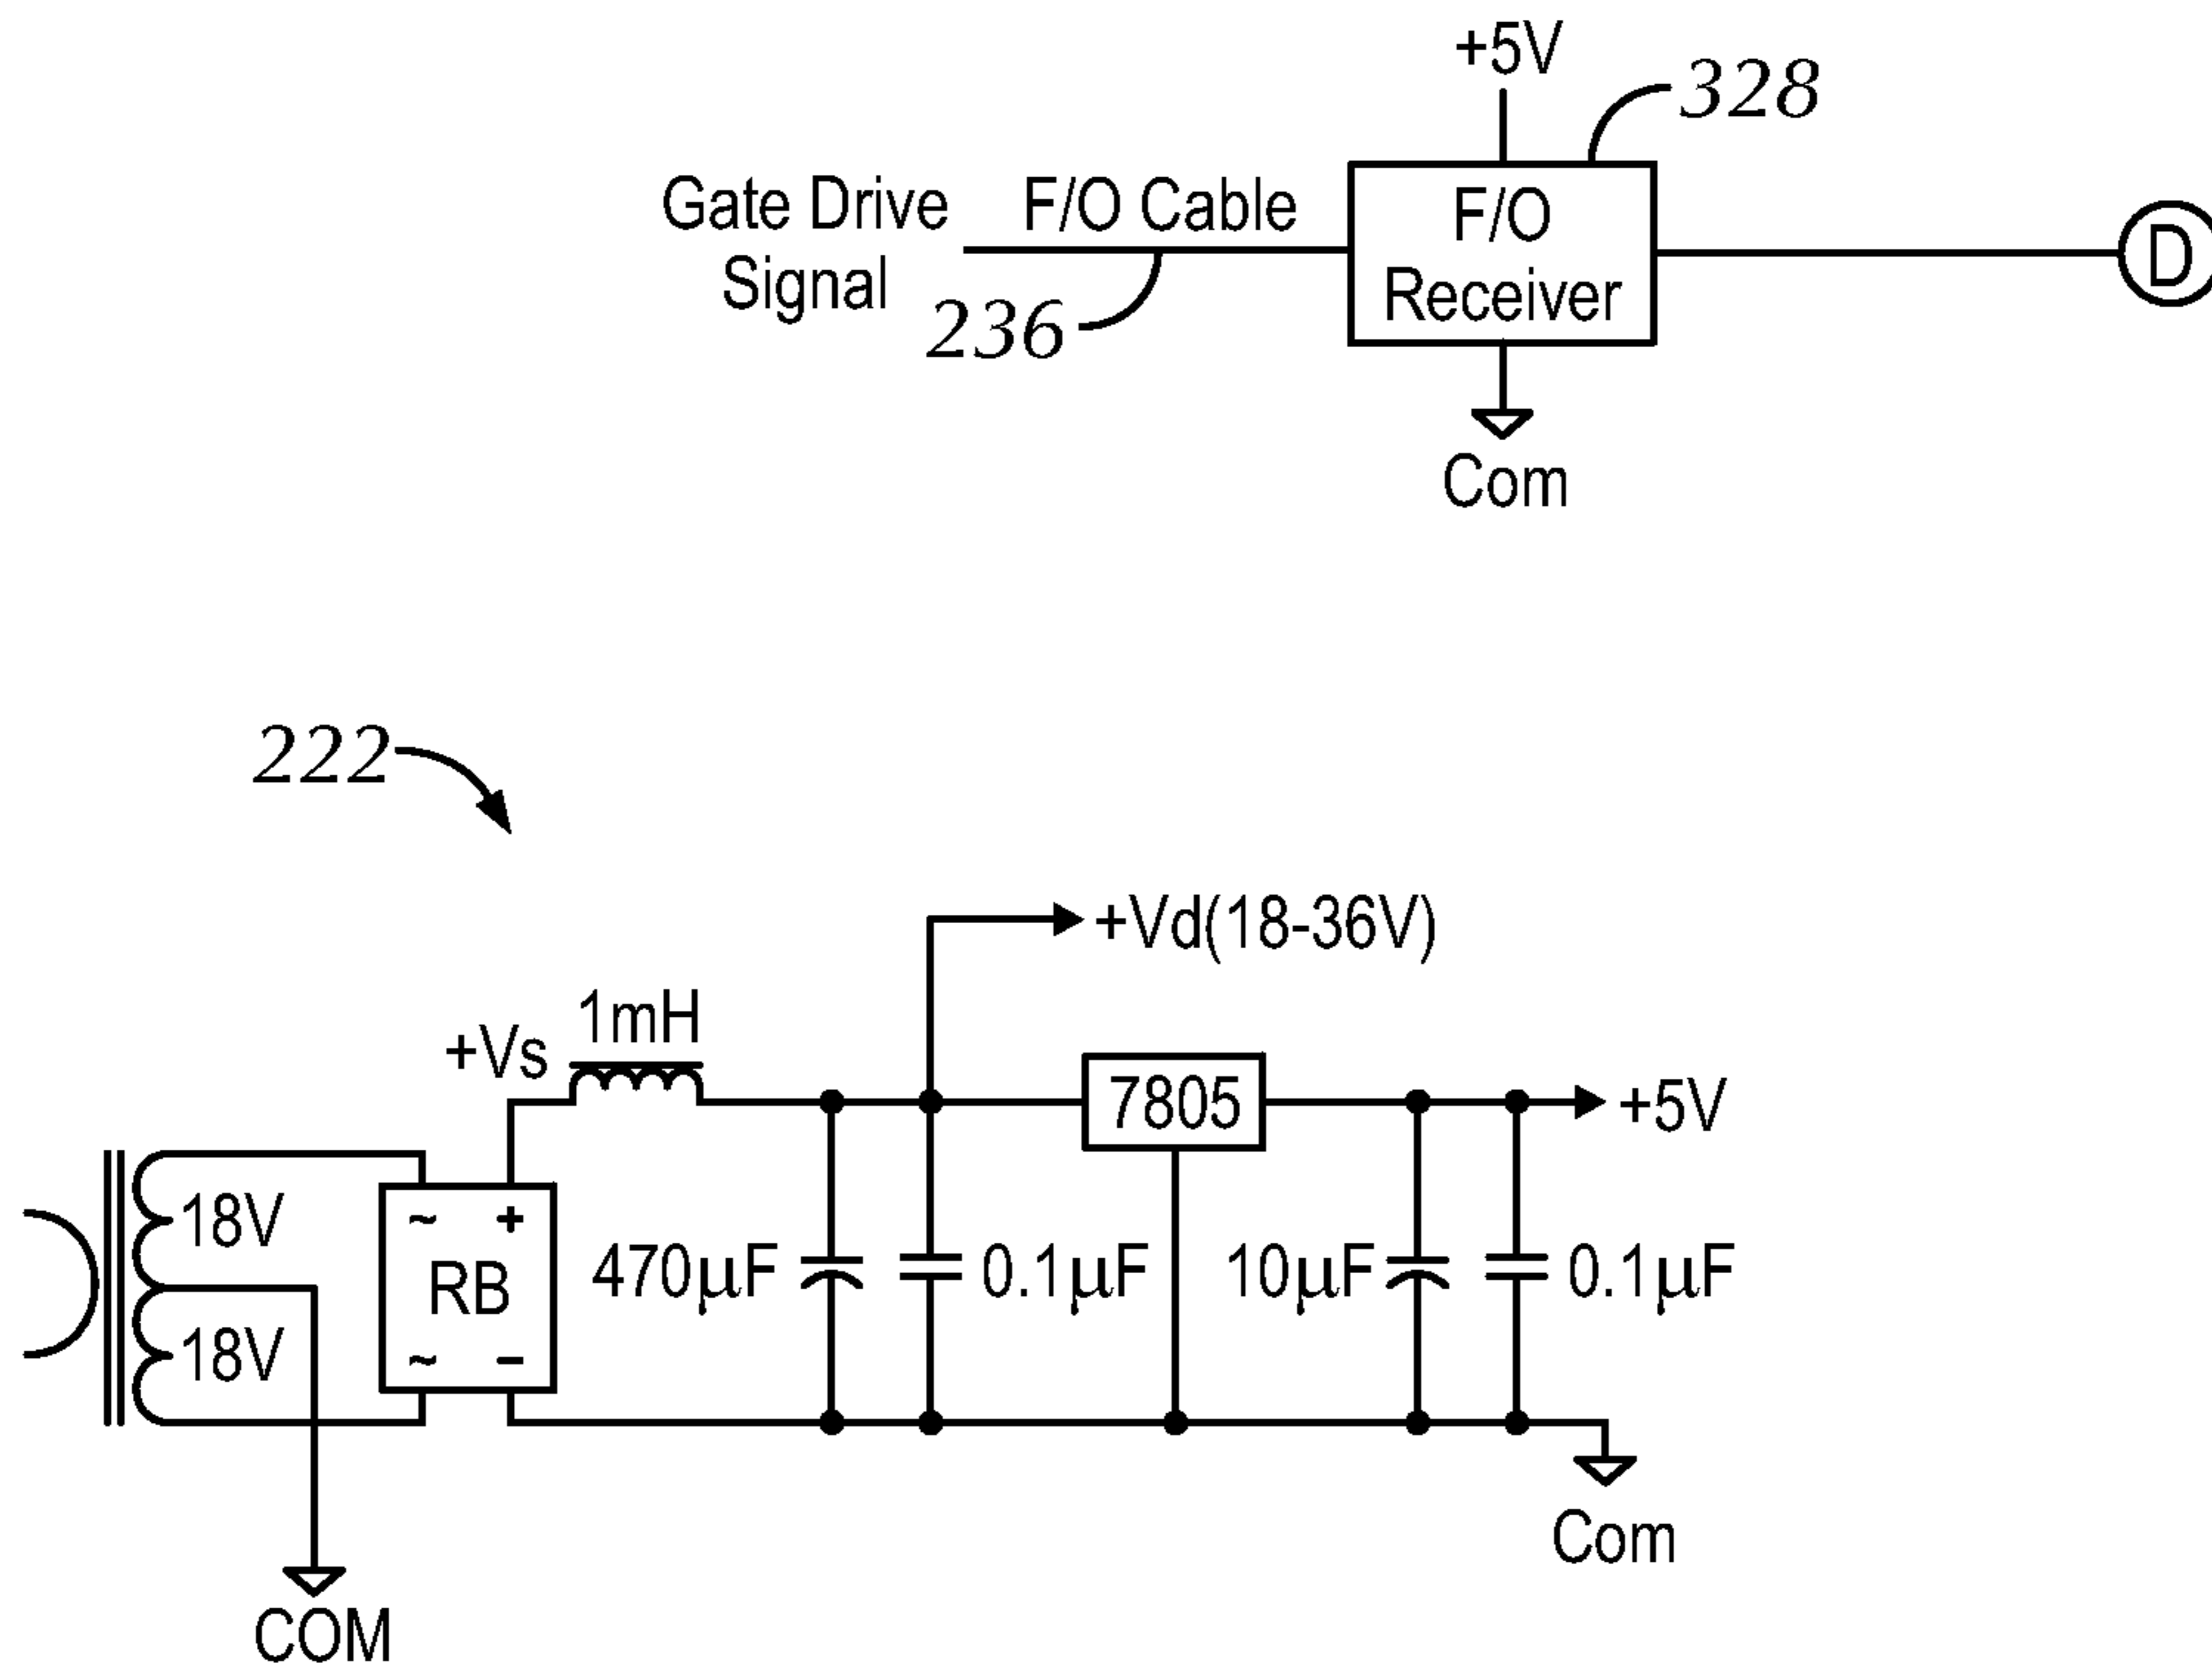 +5V
328
Gate Drive
Signal
F/O Cable
236
F/O
Receiver
D
Com
222
+Vd(18-36V)
+Vs
1mH
7805
+5V
18V
18V
~
+
RB
~
−
470µF
0.1µF
10µF
0.1µF
Com
COM